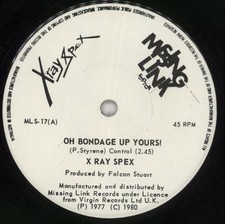 X ray Spex
MISSING LINK
MLS-17(A)
45 RPM
OH BONDAGE UP YOURS!
(P.Styrene) Control (2.45)
X RAY SPEX
Produced by Falcon Stuart
Manufactured and distributed by
Missing Link Records under Licence
from Virgin Records Ltd UK
(P) 1977 (C) 1980